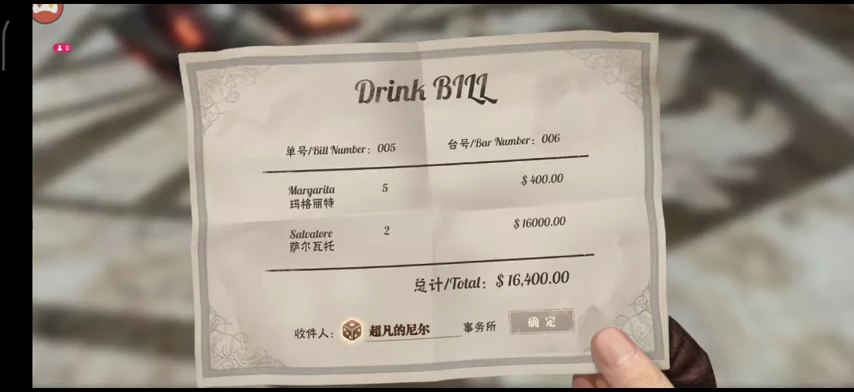 0
Drink BILL
单号/Bill Number: 005 台号/Bar Number: 006
Margarita 5 $ 400.00
玛格丽特
Salvatore 2 $ 16000.00
萨尔瓦托
总计/Total: $ 16,400.00
收件人: 超凡的尼尔 事务所 确定